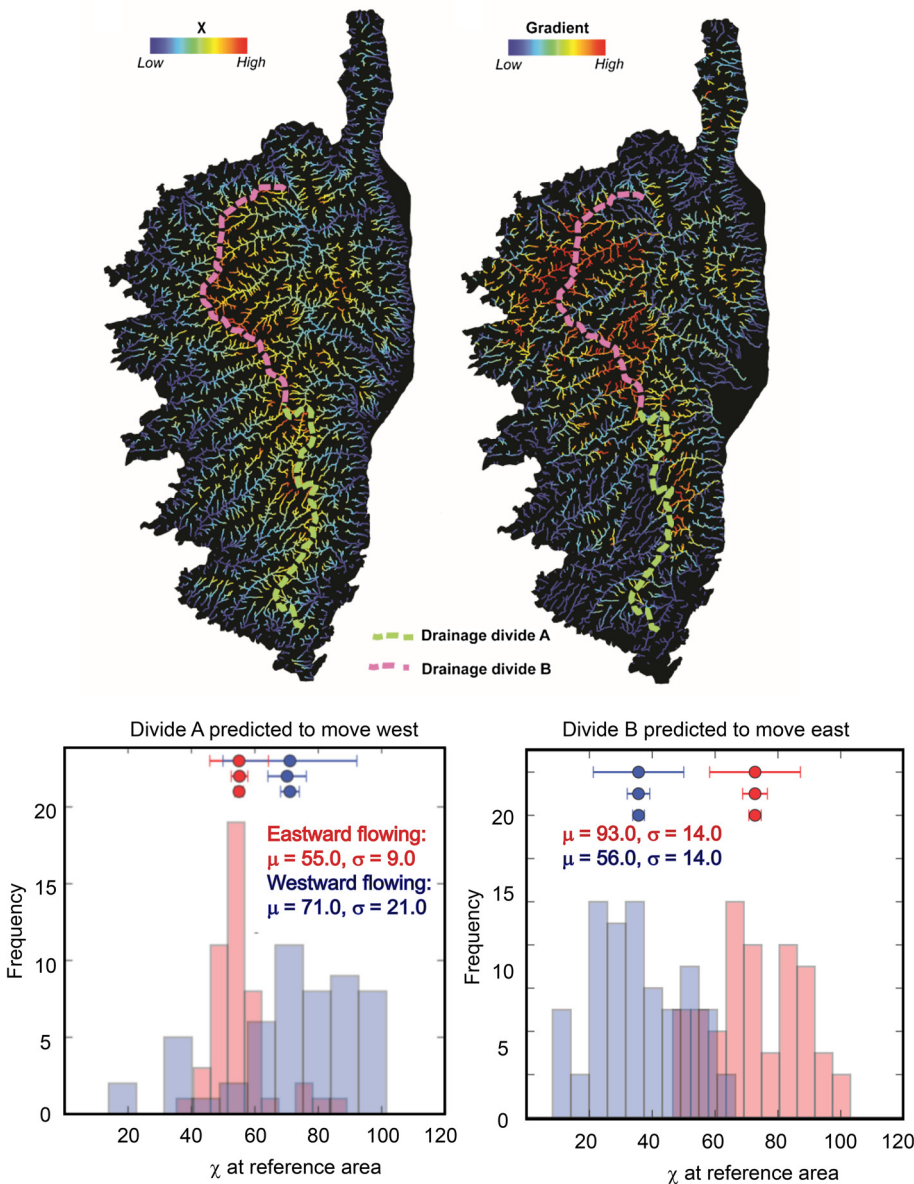 χ
Low
High
Gradient
Low
High
Drainage divide A
Drainage divide B
Divide A predicted to move west
20
15
10
5
0
Frequency
Eastward flowing:
μ = 55.0, σ = 9.0
Westward flowing:
μ = 71.0, σ = 21.0
20 40 60 80 100 120
χ at reference area
Divide B predicted to move east
20
15
10
5
0
Frequency
μ = 93.0, σ = 14.0
μ = 56.0, σ = 14.0
20 40 60 80 100 120
χ at reference area